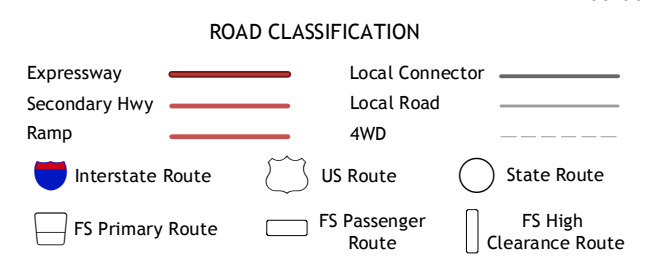 ROAD CLASSIFICATION
Expressway
Local Connector
Secondary Hwy
Local Road
Ramp
4WD
Interstate Route
US Route
State Route
FS Primary Route
FS Passenger
Route
FS High
Clearance Route